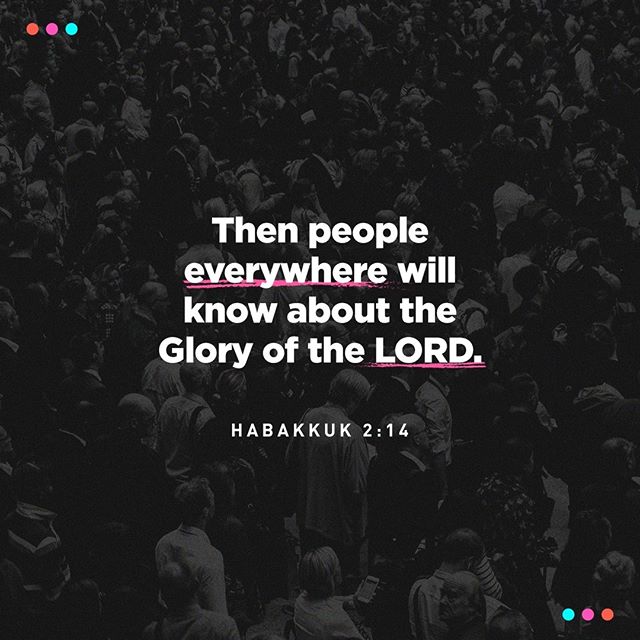 Then people
everywhere will
know about the
Glory of the LORD.
HABAKKUK 2:14